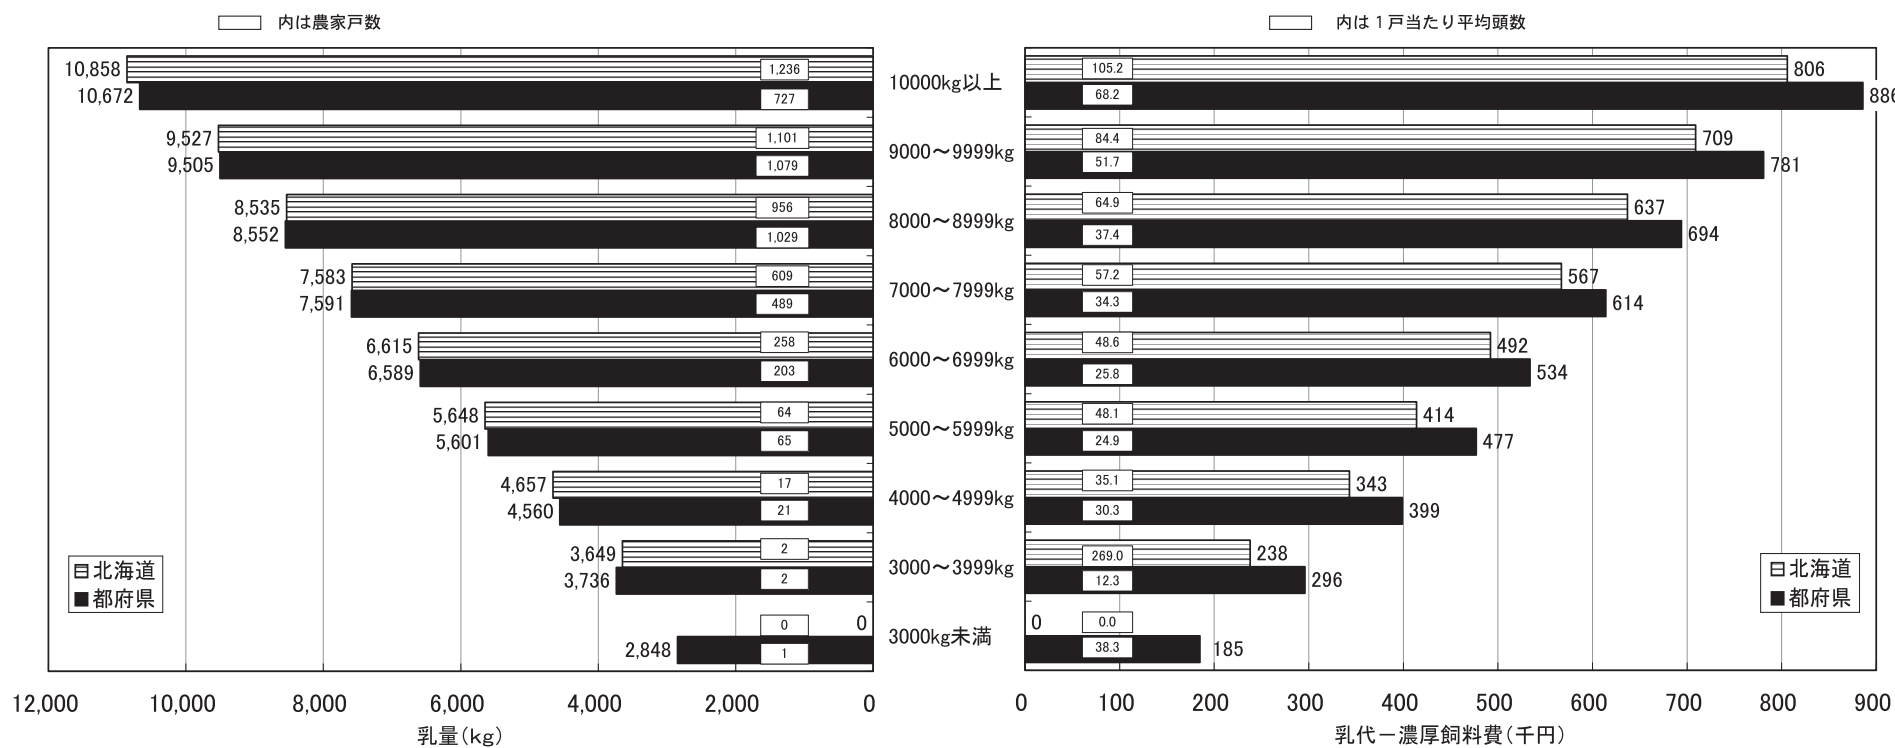 内は農家戸数
内は1戸当たり平均頭数
10,858 1,236 10000kg以上 105.2 806
10,672 727 68.2 886
9,527 1,101 9000～9999kg 84.4 709
9,505 1,079 51.7 781
8,535 956 8000～8999kg 64.9 637
8,552 1,029 37.4 694
7,583 609 7000～7999kg 57.2 567
7,591 489 34.3 614
6,615 258 6000～6999kg 48.6 492
6,589 203 25.8 534
5,648 64 5000～5999kg 48.1 414
5,601 65 24.9 477
4,657 17 4000～4999kg 35.1 343
4,560 21 30.3 399
3,649 2 3000～3999kg 269.0 238
3,736 2 12.3 296
0 0 3000kg未満 0 0.0
2,848 1 38.3 185
北海道
都府県
北海道
都府県
12,000 10,000 8,000 6,000 4,000 2,000 0
0 100 200 300 400 500 600 700 800 900
乳量(kg)
乳代－濃厚飼料費(千円)